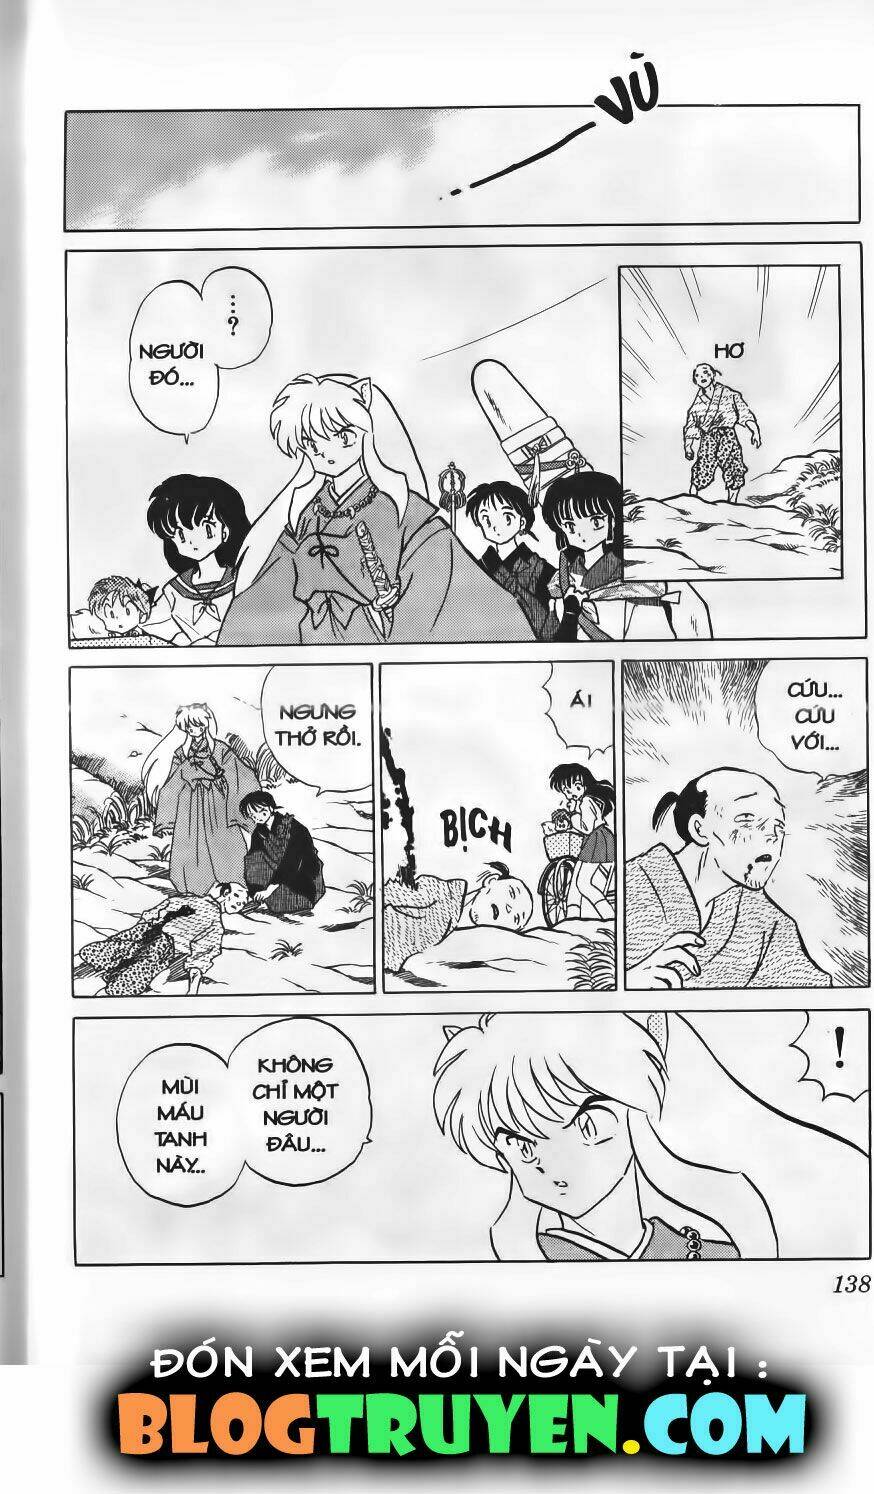 VÙ
...?
NGƯỜI
ĐÓ...
HƠ
NGƯNG
THỞ RỒI.
ÁI
BỊCH
CỨU...
CỨU
VỚI...
!
KHÔNG
CHỈ MỘT
NGƯỜI
ĐÂU...
MÙI
MÁU
TANH
NÀY...
138
ĐÓN XEM MỖI NGÀY TẠI :
BLOGTRUYEN.COM